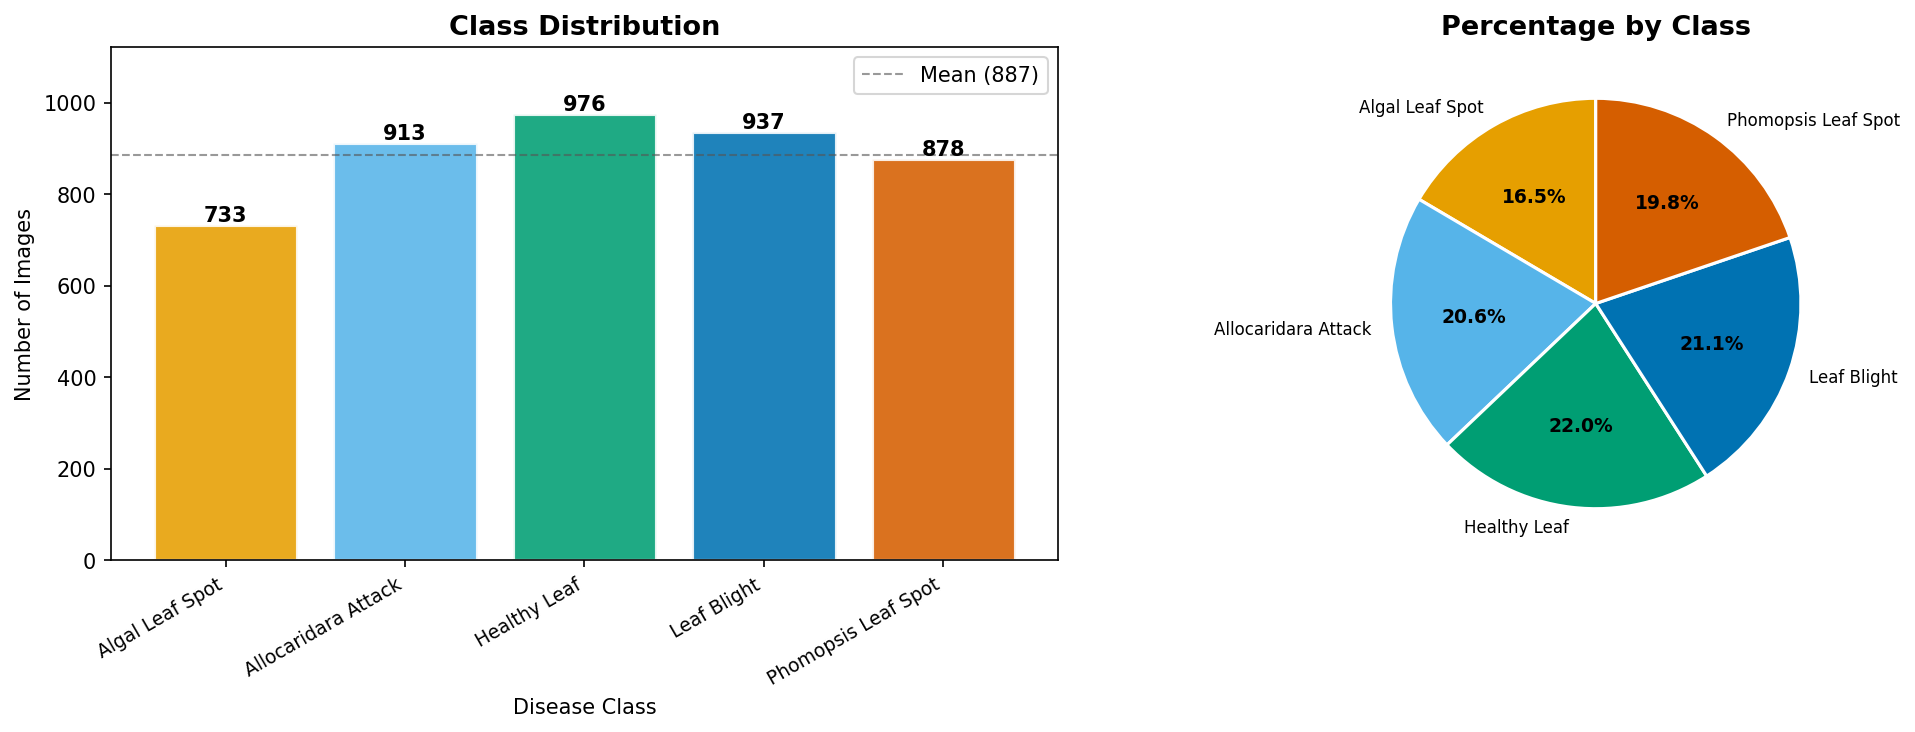 Class Distribution
Mean (887)
Number of Images
1000
800
600
400
200
0
733
913
976
937
878
Algal Leaf Spot
Allocaridara Attack
Healthy Leaf
Leaf Blight
Phomopsis Leaf Spot
Disease Class
Percentage by Class
Algal Leaf Spot
16.5%
Allocaridara Attack
20.6%
Healthy Leaf
22.0%
Leaf Blight
21.1%
Phomopsis Leaf Spot
19.8%